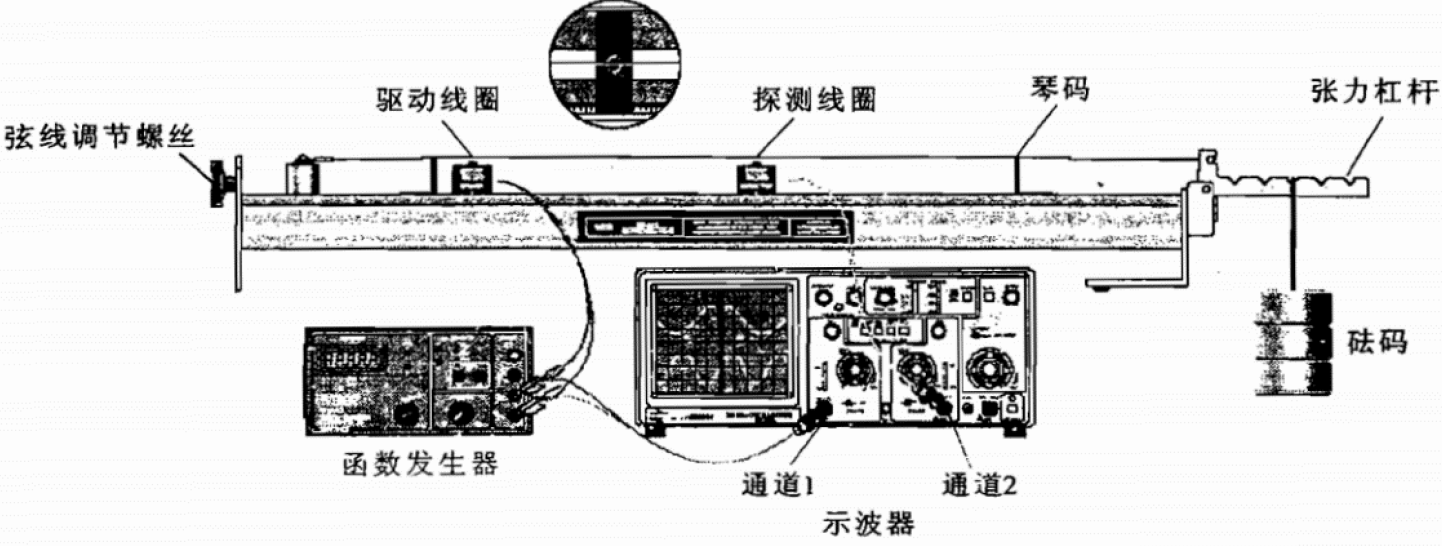 驱动线圈
探测线圈
琴码
张力杠杆
弦线调节螺丝
砝码
函数发生器
通道1
通道2
示波器